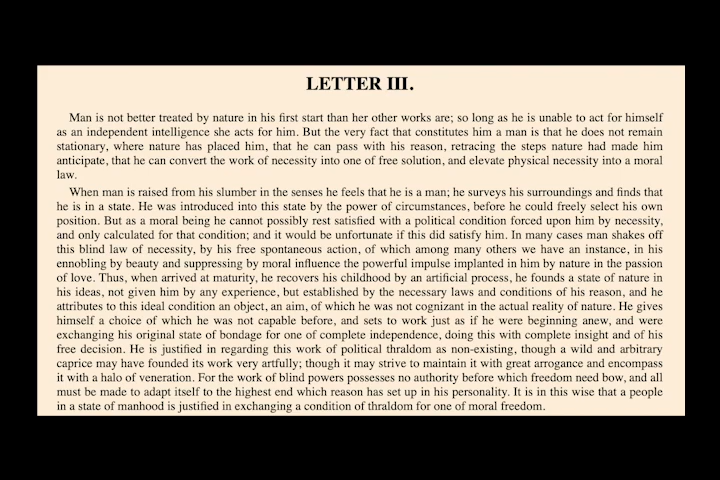 LETTER III.
Man is not better treated by nature in his first start than her other works are; so long as he is unable to act for himself
as an independent intelligence she acts for him. But the very fact that constitutes him a man is that he does not remain
stationary, where nature has placed him, that he can pass with his reason, retracing the steps nature had made him
anticipate, that he can convert the work of necessity into one of free solution, and elevate physical necessity into a moral
law.
When man is raised from his slumber in the senses he feels that he is a man; he surveys his surroundings and finds that
he is in a state. He was introduced into this state by the power of circumstances, before he could freely select his own
position. But as a moral being he cannot possibly rest satisfied with a political condition forced upon him by necessity,
and only calculated for that condition; and it would be unfortunate if this did satisfy him. In many cases man shakes off
this blind law of necessity, by his free spontaneous action, of which among many others we have an instance, in his
ennobling by beauty and suppressing by moral influence the powerful impulse implanted in him by nature in the passion
of love. Thus, when arrived at maturity, he recovers his childhood by an artificial process, he founds a state of nature in
his ideas, not given him by any experience, but established by the necessary laws and conditions of his reason, and he
attributes to this ideal condition an object, an aim, of which he was not cognizant in the actual reality of nature. He gives
himself a choice of which he was not capable before, and sets to work just as if he were beginning anew, and were
exchanging his original state of bondage for one of complete independence, doing this with complete insight and of his
free decision. He is justified in regarding this work of political thraldom as non-existing, though a wild and arbitrary
caprice may have founded its work very artfully; though it may strive to maintain it with great arrogance and encompass
it with a halo of veneration. For the work of blind powers possesses no authority before which freedom need bow, and all
must be made to adapt itself to the highest end which reason has set up in his personality. It is in this wise that a people
in a state of manhood is justified in exchanging a condition of thraldom for one of moral freedom.